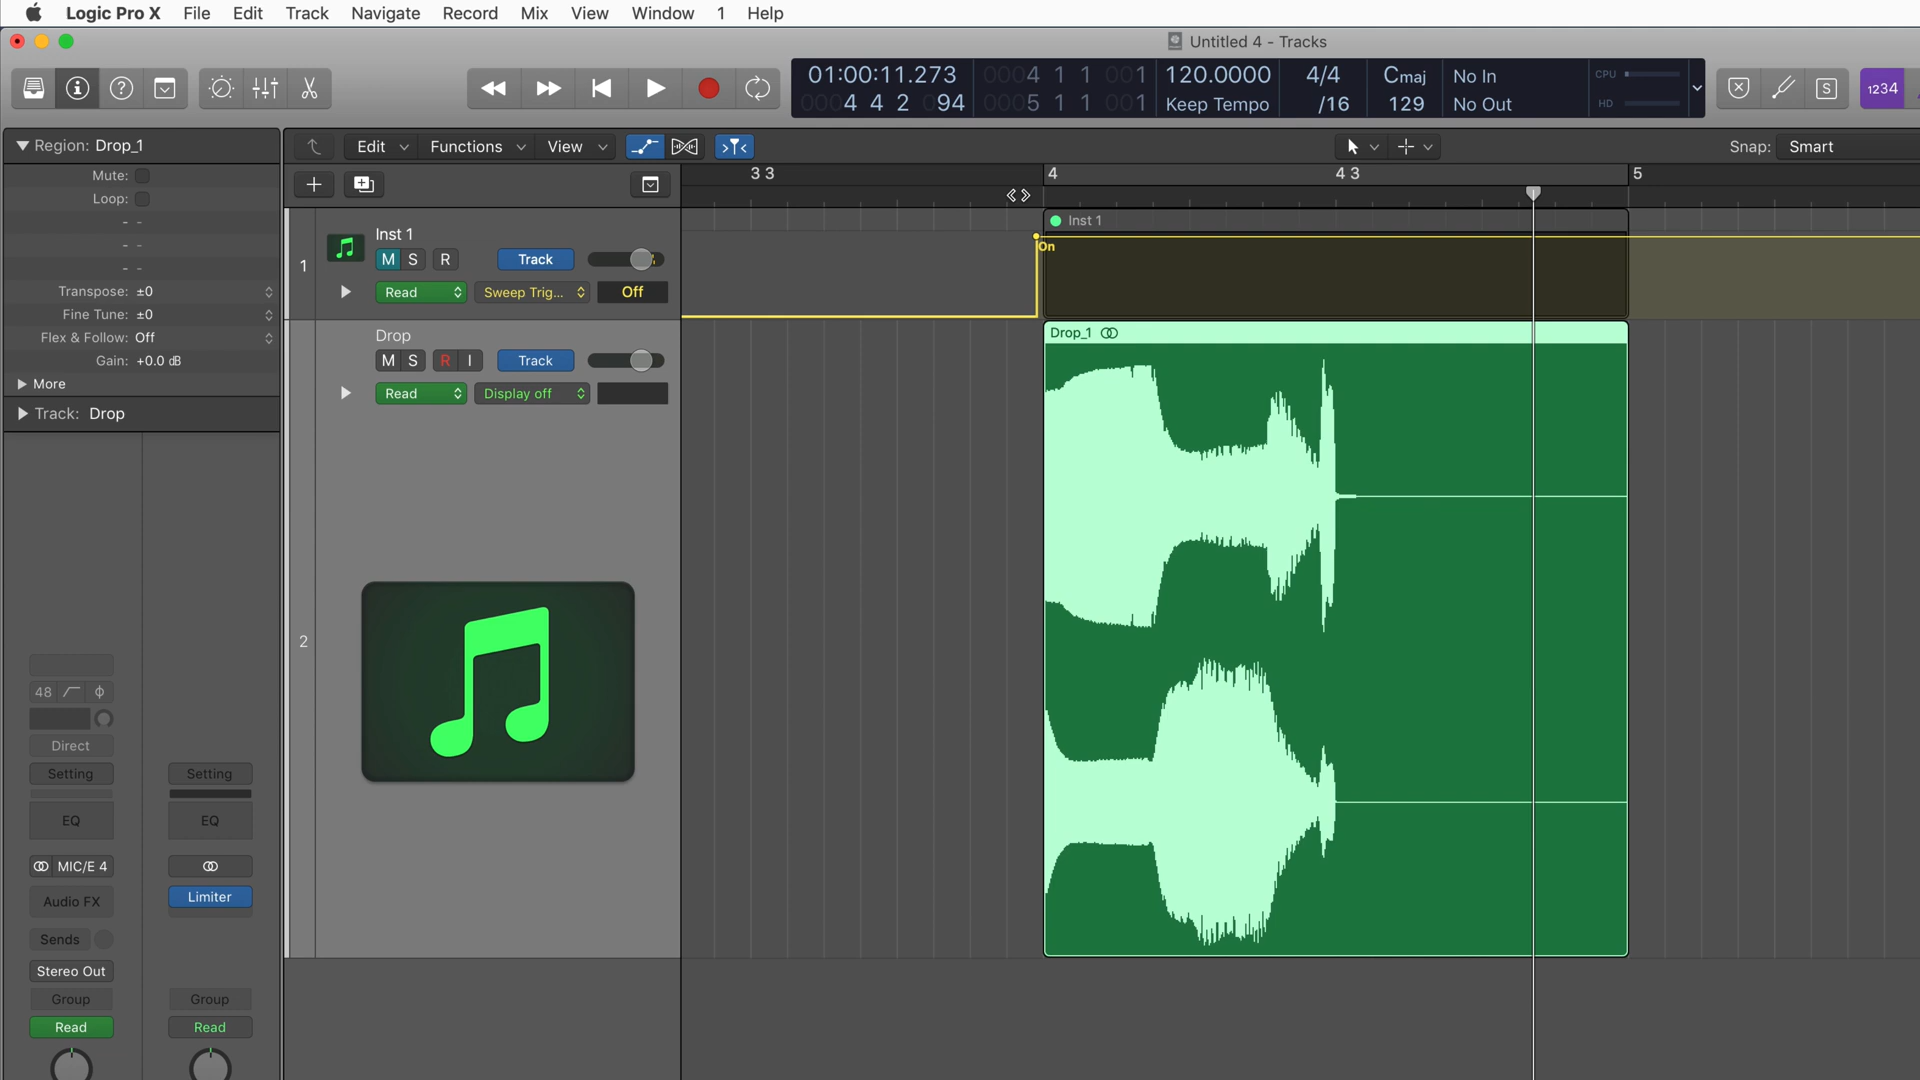 Logic Pro X File Edit Track Navigate Record Mix View Window 1 Help
Untitled 4 - Tracks
01:00:11.273 0004 1 1 001 120.0000 4/4 Cmaj No In CPU
0004 4 2 094 0005 1 1 001 Keep Tempo /16 129 No Out HD
S 1234
Region: Drop_1
Edit Functions View
Snap: Smart
Mute:
Loop:
- -
- -
- -
Transpose: ±0
Fine Tune: ±0
Flex & Follow: Off
Gain: +0.0 dB
More
Track: Drop
3 3 4 4 3 5
1
Inst 1
M S R Track
Read Sweep Trig... Off
Inst 1
On
2
Drop
M S R I Track
Read Display off
Drop_1
48
Direct
Setting Setting
EQ EQ
MIC/E 4
Audio FX Limiter
Sends
Stereo Out
Group Group
Read Read